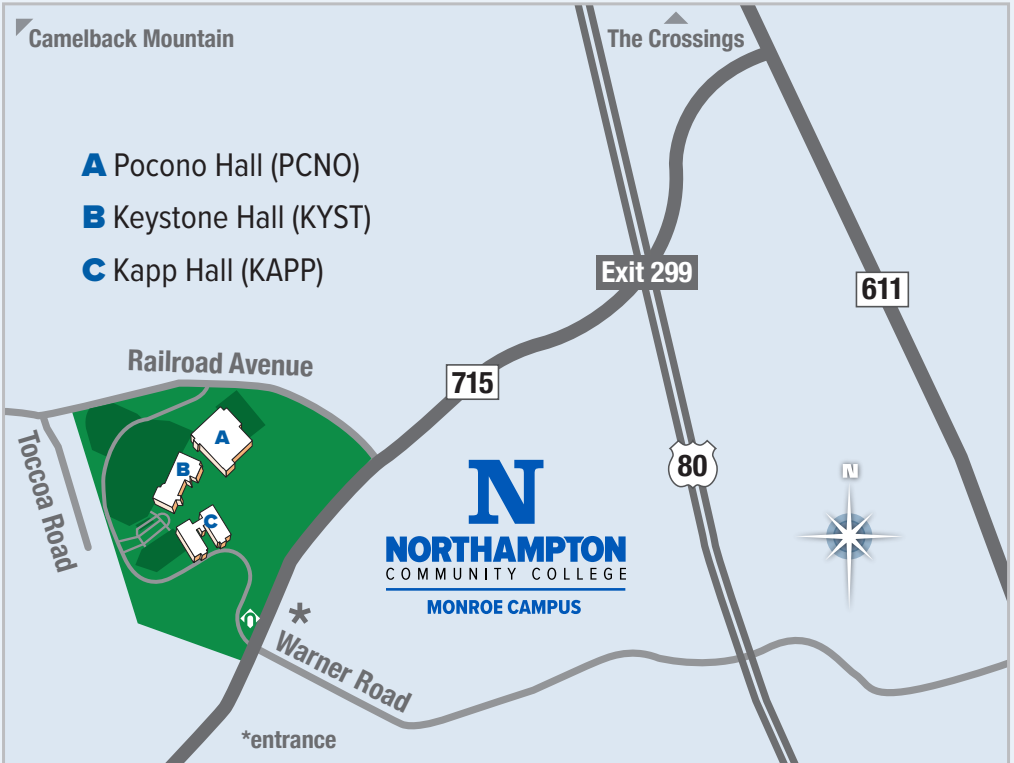 Camelback Mountain
The Crossings
A Pocono Hall (PCNO)
B Keystone Hall (KYST)
C Kapp Hall (KAPP)
Exit 299
611
Railroad Avenue
715
Toccoa Road
A
B
C
80
N
N
NORTHAMPTON
COMMUNITY COLLEGE
MONROE CAMPUS
*
Warner Road
*entrance